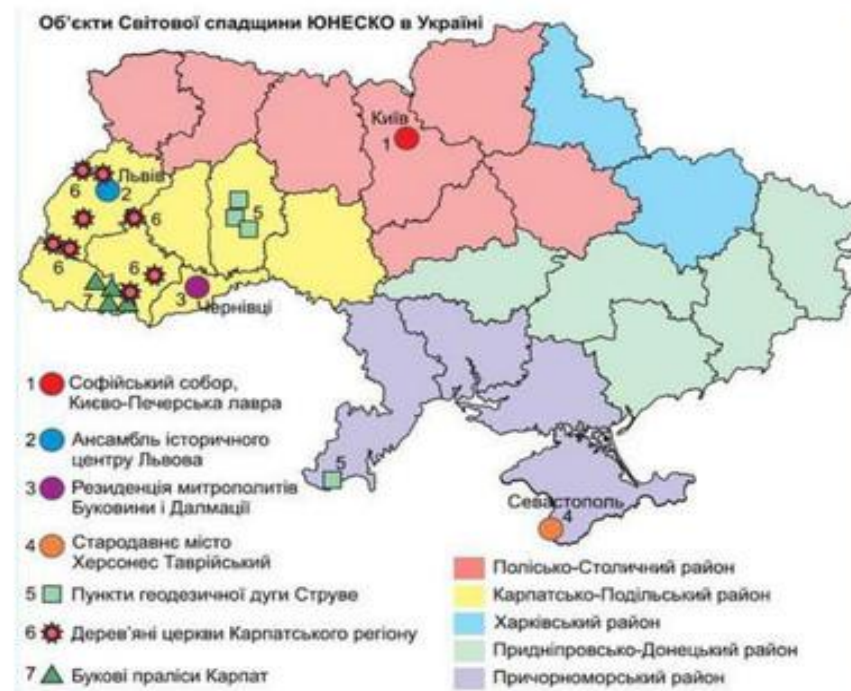 Об'єкти Світової спадщини ЮНЕСКО в Україні
Київ
1
Львів
6
2
6
5
6
6
7
3
Чернівці
5
Севастополь
4
1 Софійський собор,
Києво-Печерська лавра
2 Ансамбль історичного
центру Львова
3 Резиденція митрополитів
Буковини і Далмації
4 Стародавнє місто
Херсонес Таврійський
5 Пункти геодезичної дуги Струве
6 Дерев'яні церкви Карпатського регіону
7 Букові праліси Карпат
Полісько-Столичний район
Карпатсько-Подільський район
Харківський район
Придніпровсько-Донецький район
Причорноморський район